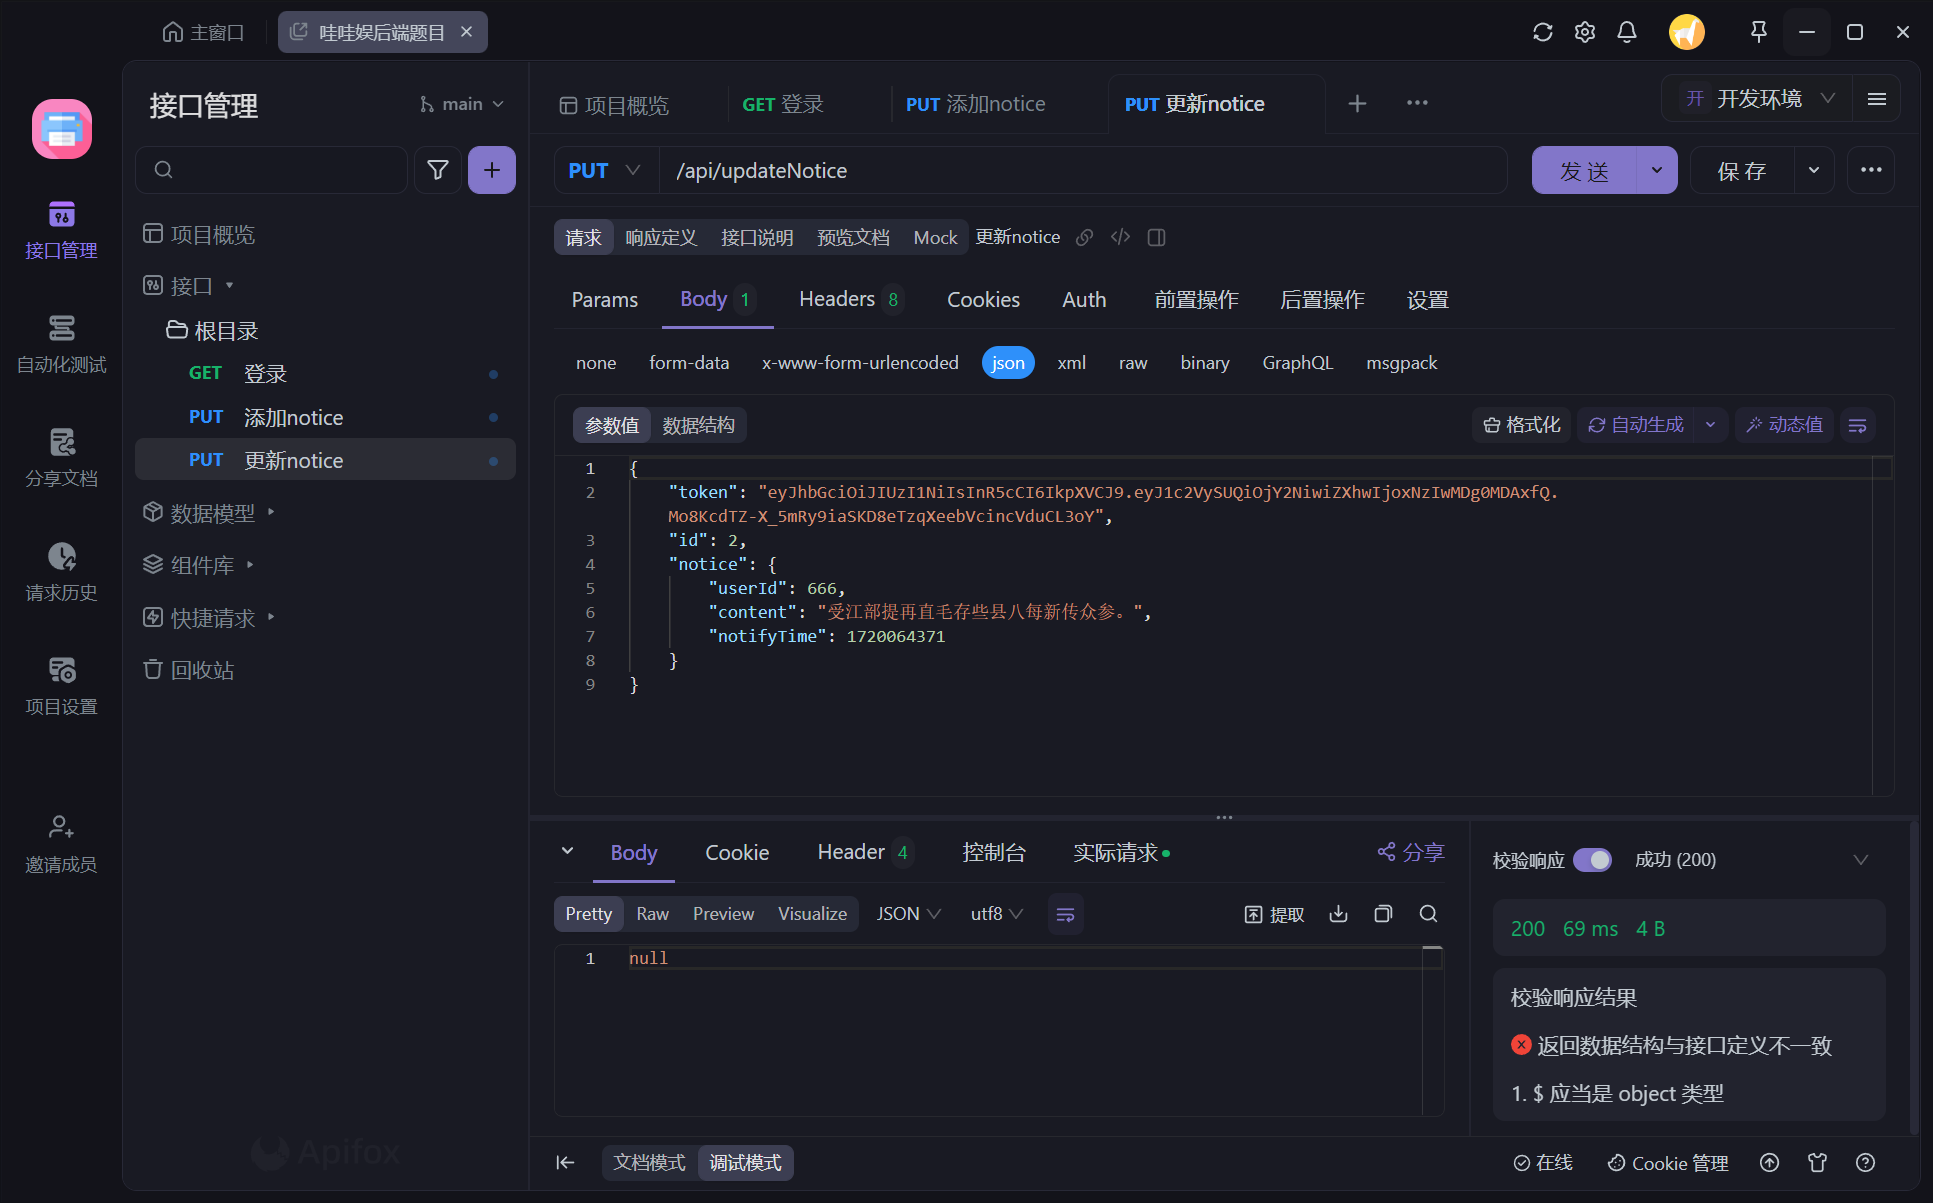 主窗口
哇哇娱后端题目
接口管理
main
项目概览
GET 登录
PUT 添加notice
PUT 更新notice
开 开发环境
PUT
/api/updateNotice
发 送
保 存
接口管理
自动化测试
分享文档
请求历史
项目设置
邀请成员
项目概览
接口
根目录
GET 登录
PUT 添加notice
PUT 更新notice
数据模型
组件库
快捷请求
回收站
Apifox
请求 响应定义 接口说明 预览文档 Mock 更新notice
Params Body 1 Headers 8 Cookies Auth 前置操作 后置操作 设置
none form-data x-www-form-urlencoded json xml raw binary GraphQL msgpack
参数值 数据结构 格式化 自动生成 动态值
1 {
2 "token": "eyJhbGciOiJIUzI1NiIsInR5cCI6IkpXVCJ9.eyJ1c2VySUQiOjY2NiwiZXhwIjoxNzIwMDg0MDAxfQ.
Mo8KcdTZ-X_5mRy9iaSKD8eTzqXeebVcincVduCL3oY",
3 "id": 2,
4 "notice": {
5 "userId": 666,
6 "content": "受江部提再直毛存些县八每新传众参。",
7 "notifyTime": 1720064371
8 }
9 }
Body Cookie Header 4 控制台 实际请求 分享
Pretty Raw Preview Visualize JSON utf8 提取
1 null
校验响应 成功 (200)
200 69 ms 4 B
校验响应结果
返回数据结构与接口定义不一致
1. $ 应当是 object 类型
文档模式 调试模式
在线 Cookie 管理